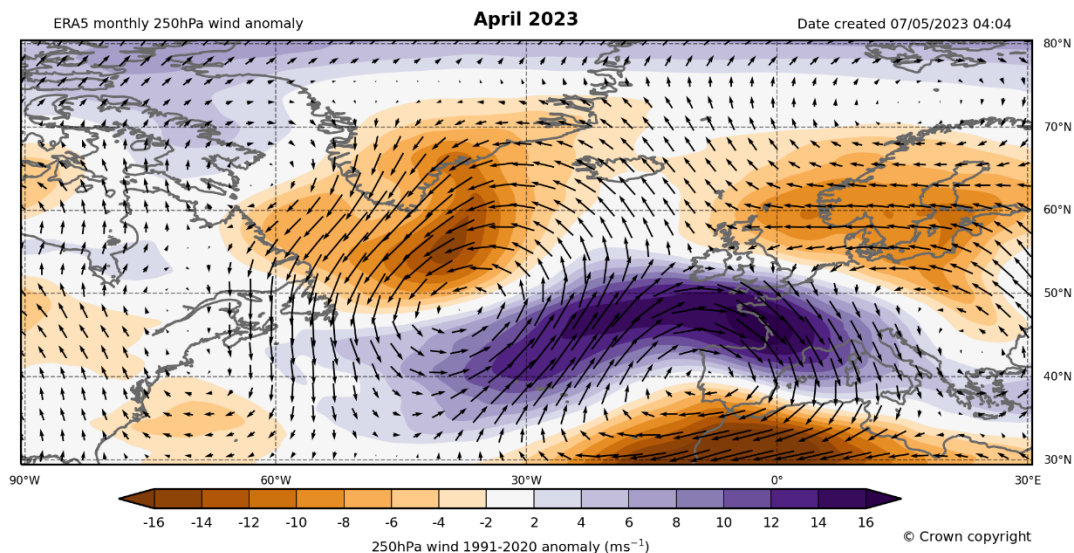 ERA5 monthly 250hPa wind anomaly
April 2023
Date created 07/05/2023 04:04
80°N
70°N
60°N
50°N
40°N
30°N
90°W 60°W 30°W 0° 30°E
-16 -14 -12 -10 -8 -6 -4 -2 2 4 6 8 10 12 14 16
250hPa wind 1991-2020 anomaly (ms⁻¹)
© Crown copyright